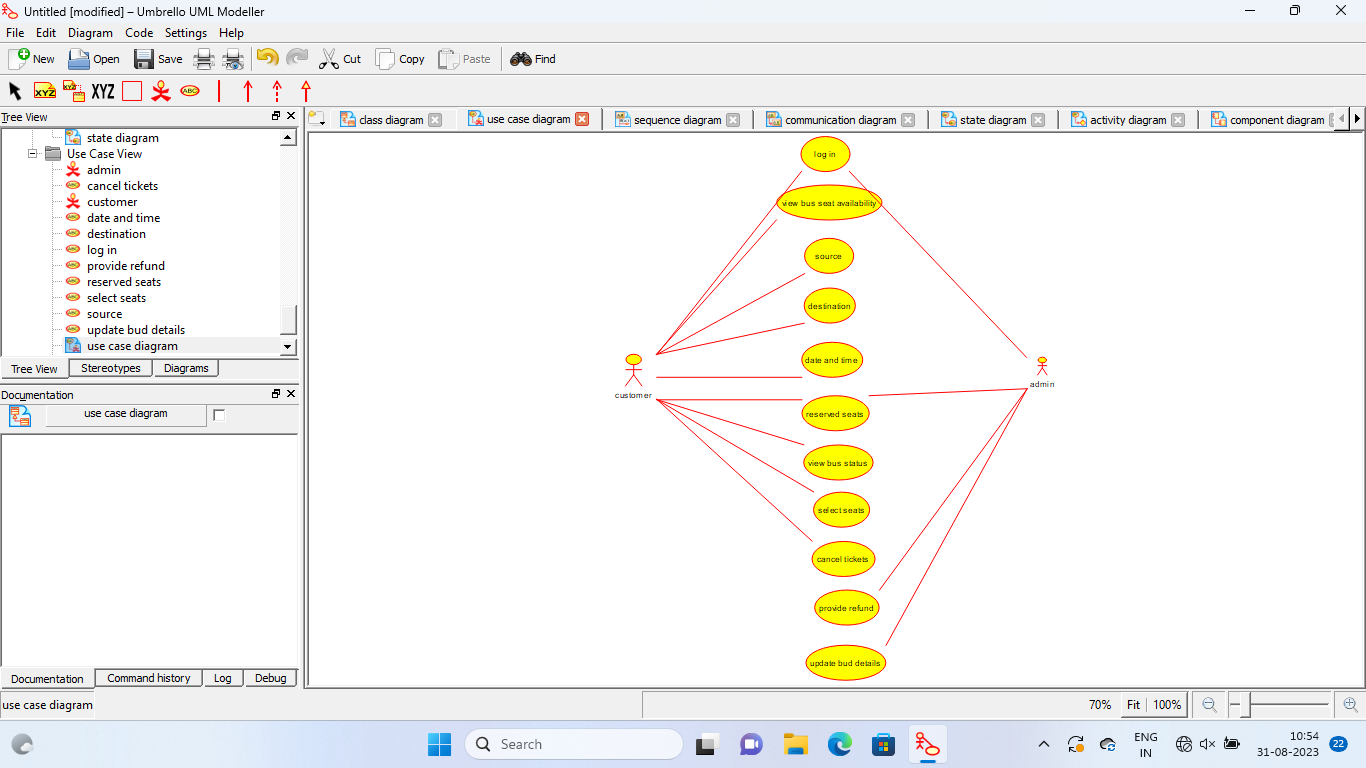 Untitled [modified] – Umbrello UML Modeller
File Edit Diagram Code Settings Help
New Open Save Cut Copy Paste Find
XYZ XYZ XYZ ABC
Tree View
class diagram use case diagram sequence diagram communication diagram state diagram activity diagram component diagram
state diagram
Use Case View
admin
cancel tickets
customer
date and time
destination
log in
provide refund
reserved seats
select seats
source
update bud details
use case diagram
Tree View Stereotypes Diagrams
Documentation
use case diagram
log in
view bus seat availability
source
destination
date and time
customer
admin
reserved seats
view bus status
select seats
cancel tickets
provide refund
update bud details
Documentation Command history Log Debug
use case diagram
70% Fit 100%
Search
ENG
IN
10:54
31-08-2023
22